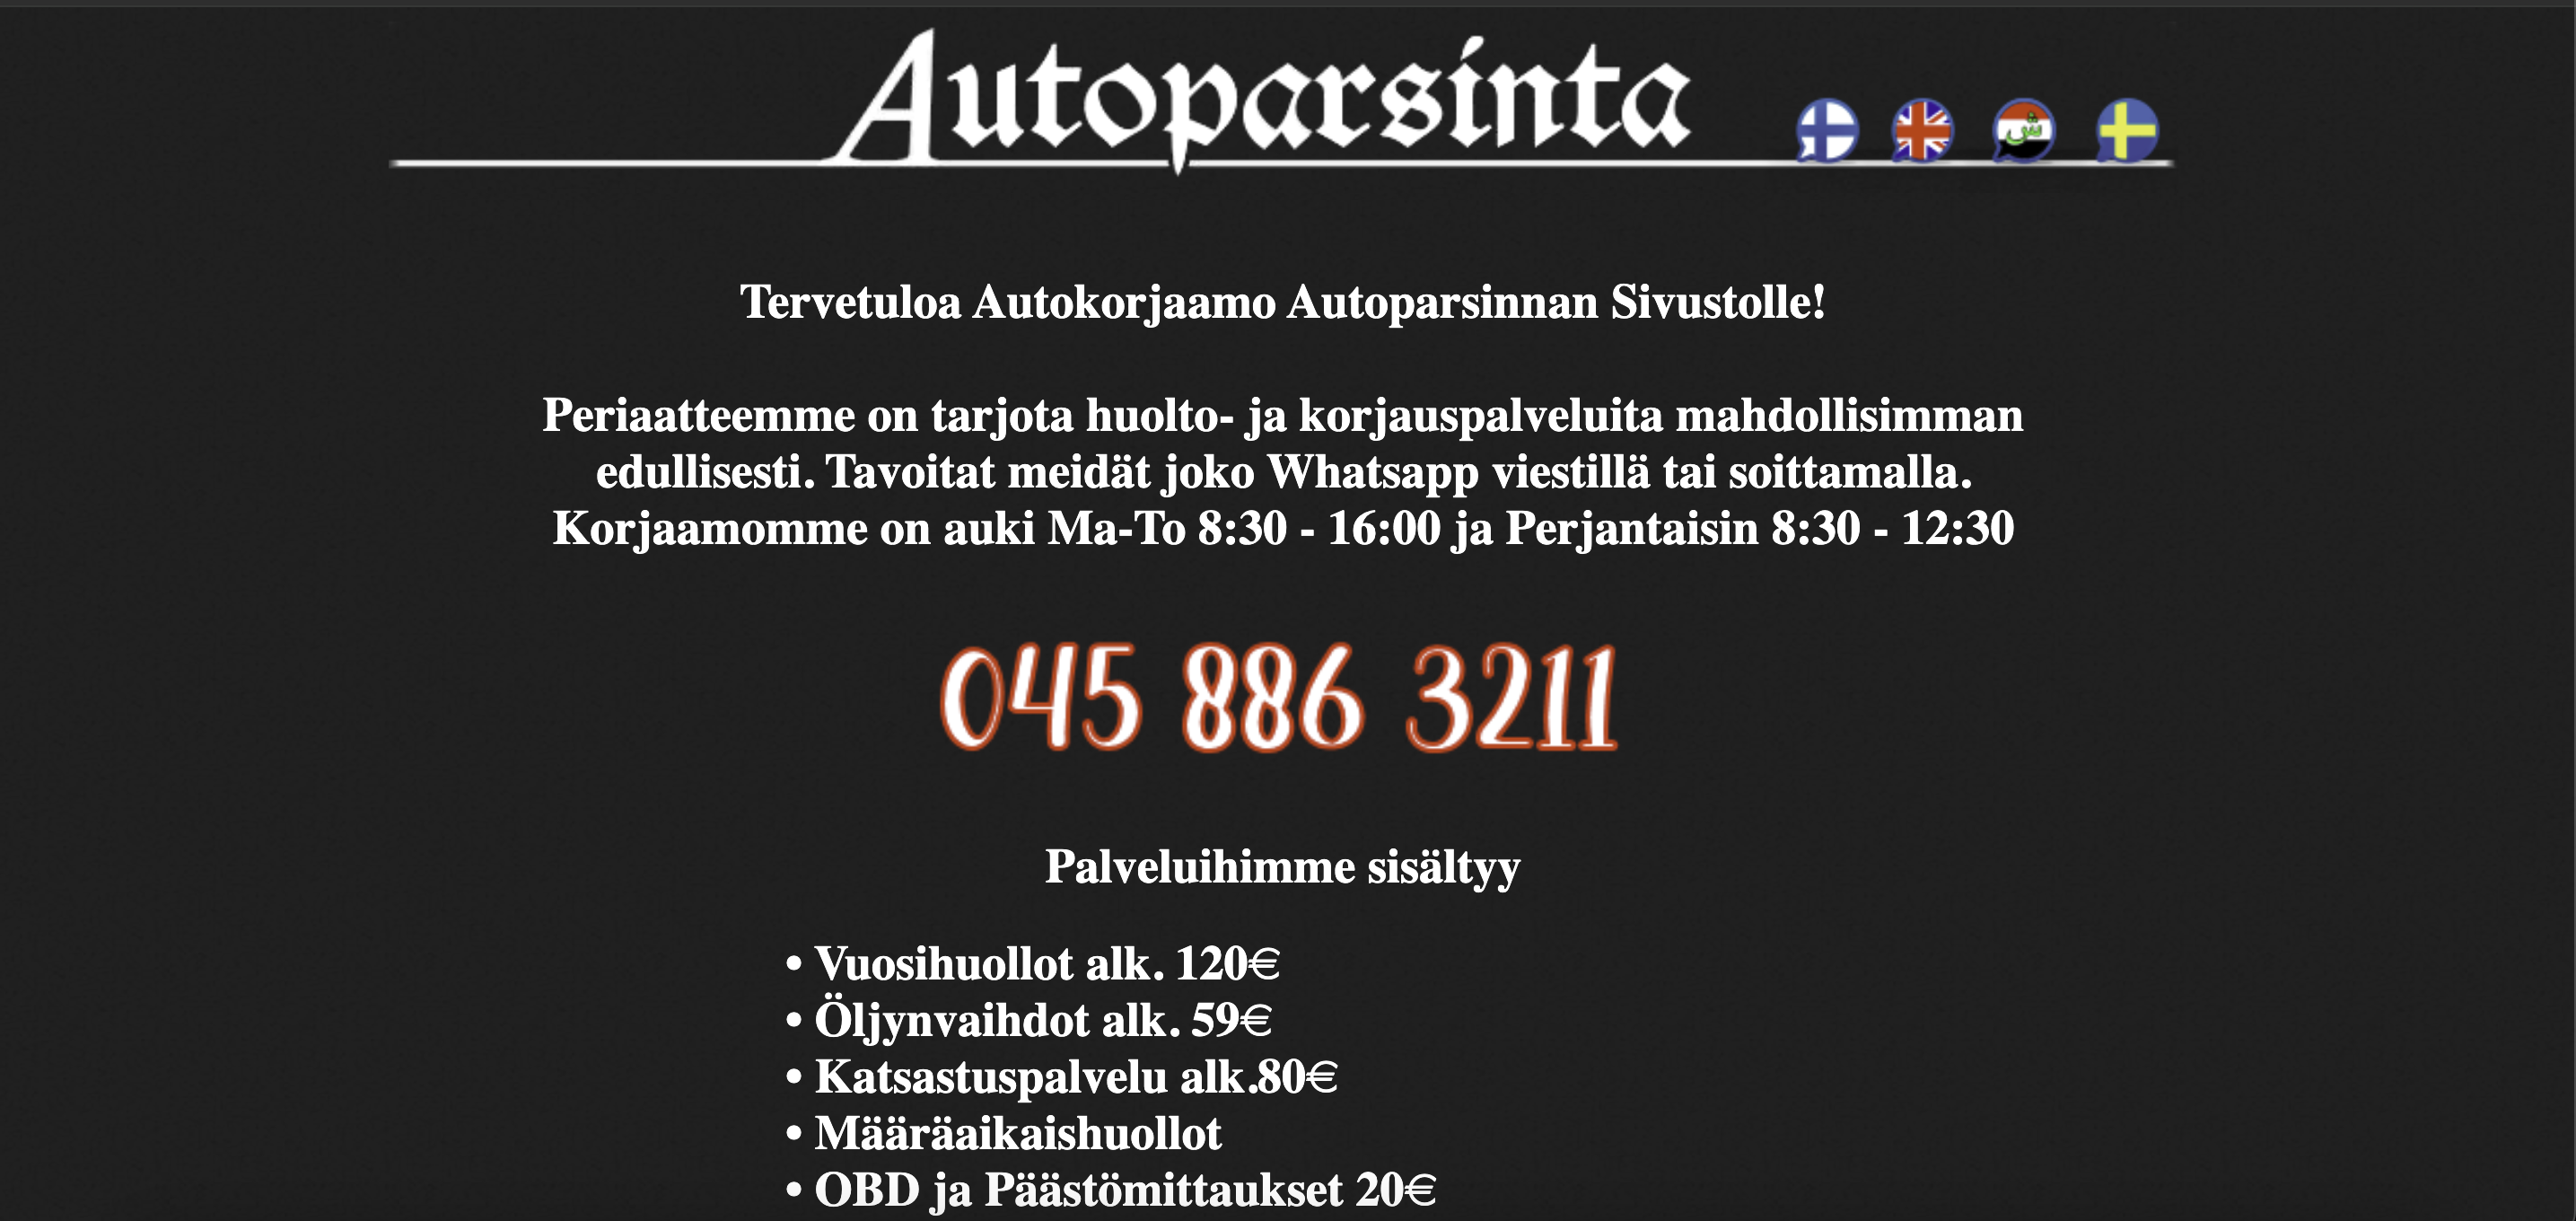 Autoparsinta
ش
Tervetuloa Autokorjaamo Autoparsinnan Sivustolle!
Periaatteemme on tarjota huolto- ja korjauspalveluita mahdollisimman
edullisesti. Tavoitat meidät joko Whatsapp viestillä tai soittamalla.
Korjaamomme on auki Ma-To 8:30 - 16:00 ja Perjantaisin 8:30 - 12:30
045 886 3211
Palveluihimme sisältyy
• Vuosihuollot alk. 120€
• Öljynvaihdot alk. 59€
• Katsastuspalvelu alk.80€
• Määräaikaishuollot
• OBD ja Päästömittaukset 20€